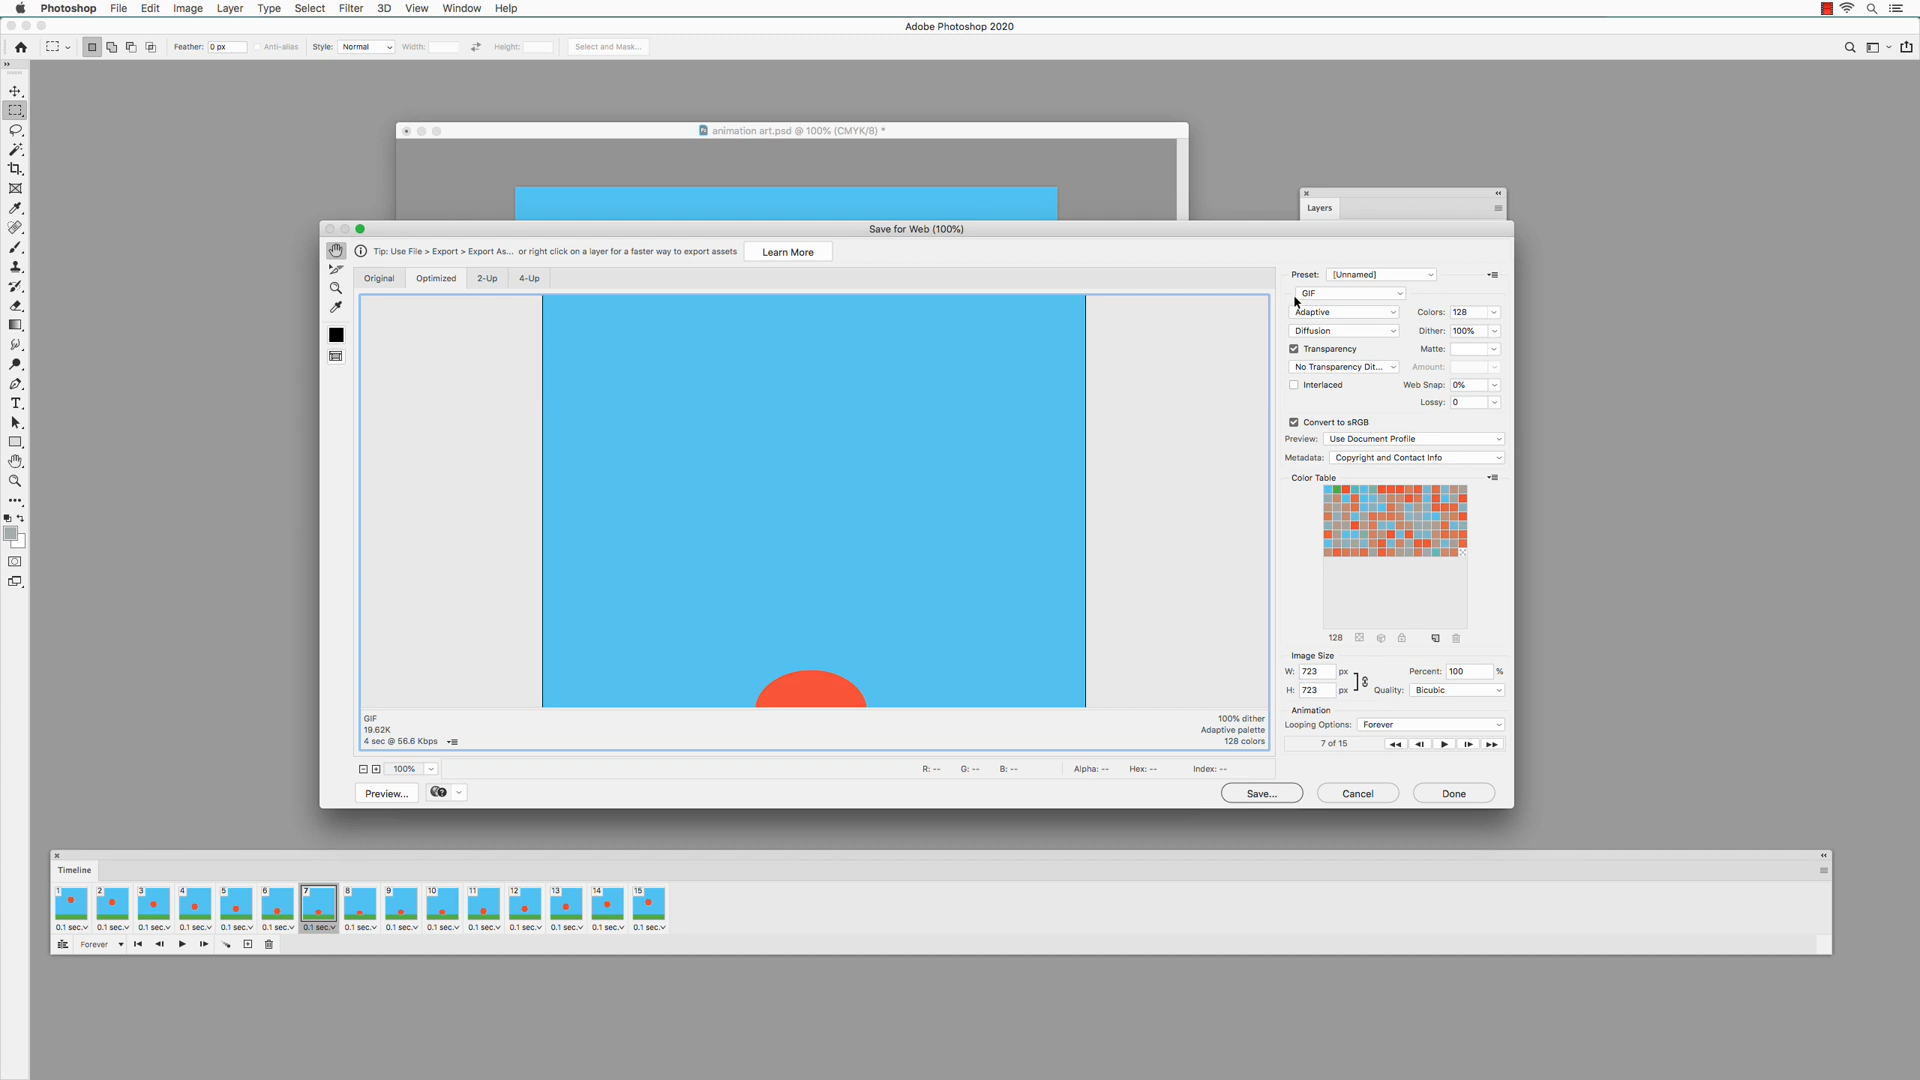 Photoshop File Edit Image Layer Type Select Filter 3D View Window Help
Adobe Photoshop 2020
Feather: 0 px Anti-alias Style: Normal Width: Height: Select and Mask...
animation art.psd @ 100% (CMYK/8) *
Layers
Save for Web (100%)
Tip: Use File > Export > Export As... or right click on a layer for a faster way to export assets Learn More
Original Optimized 2-Up 4-Up
Preset: [Unnamed]
GIF
Adaptive Colors: 128
Diffusion Dither: 100%
Transparency Matte:
No Transparency Dit... Amount:
Interlaced Web Snap: 0%
Lossy: 0
Convert to sRGB
Preview: Use Document Profile
Metadata: Copyright and Contact Info
Color Table
128
Image Size
W: 723 px Percent: 100 %
H: 723 px Quality: Bicubic
Animation
Looping Options: Forever
7 of 15
GIF 100% dither
19.62K Adaptive palette
4 sec @ 56.6 Kbps 128 colors
100% R: -- G: -- B: -- Alpha: -- Hex: -- Index: --
Preview... Save... Cancel Done
Timeline
1 2 3 4 5 6 7 8 9 10 11 12 13 14 15
0.1 sec. 0.1 sec. 0.1 sec. 0.1 sec. 0.1 sec. 0.1 sec. 0.1 sec. 0.1 sec. 0.1 sec. 0.1 sec. 0.1 sec. 0.1 sec. 0.1 sec. 0.1 sec. 0.1 sec.
Forever